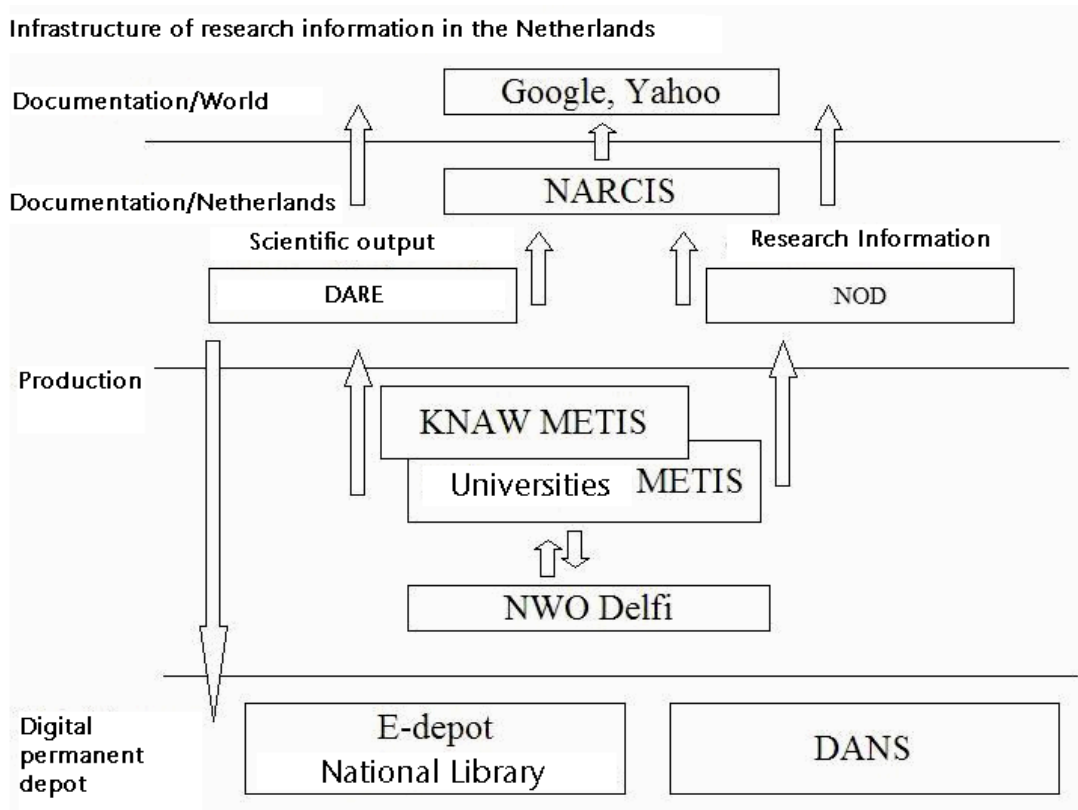 Infrastructure of research information in the Netherlands
Documentation/World
Google, Yahoo
Documentation/Netherlands
NARCIS
Scientific output
Research Information
DARE
NOD
Production
KNAW METIS
Universities METIS
NWO Delfi
Digital
permanent
depot
E-depot
National Library
DANS